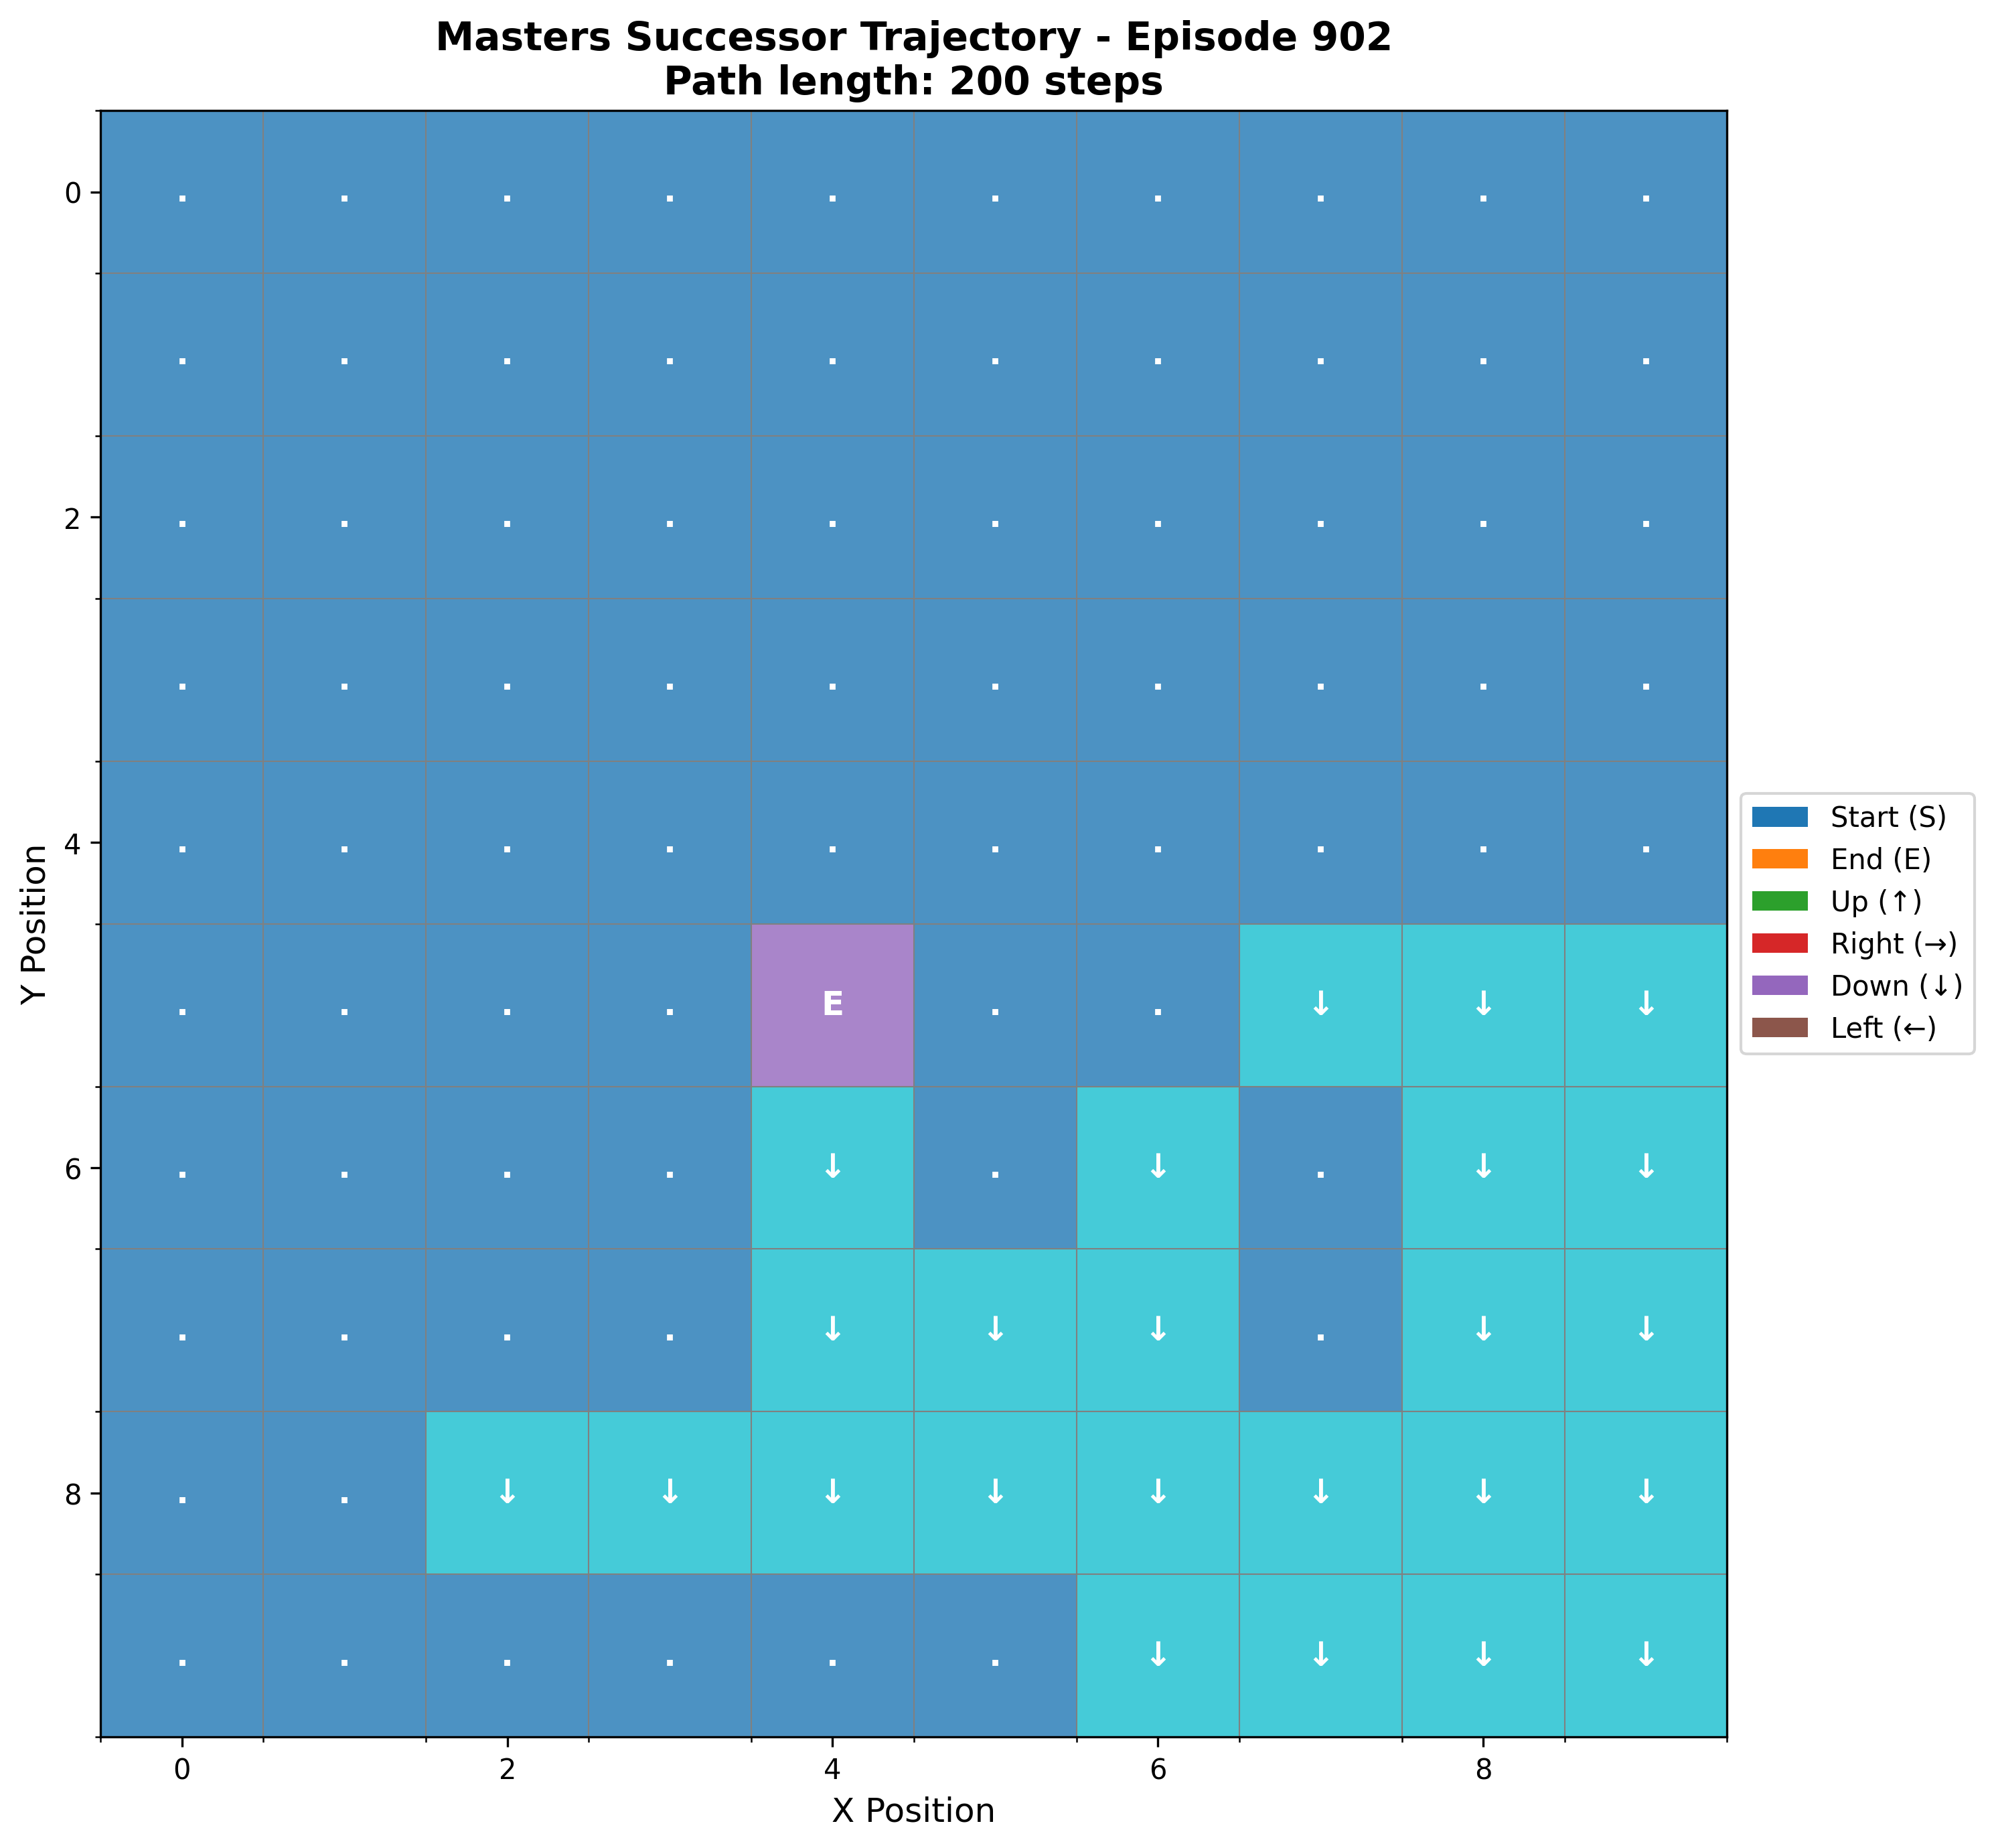 Masters Successor Trajectory - Episode 902
Path length: 200 steps
0 . . . . . . . . . .
. . . . . . . . . .
2 . . . . . . . . . .
. . . . . . . . . .
4 . . . . . . . . . .
. . . . E . . ↓ ↓ ↓
6 . . . . ↓ . ↓ . ↓ ↓
. . . . ↓ ↓ ↓ . ↓ ↓
8 . . ↓ ↓ ↓ ↓ ↓ ↓ ↓ ↓
. . . . . . ↓ ↓ ↓ ↓
0 2 4 6 8
X Position
Y Position
Start (S)
End (E)
Up (↑)
Right (→)
Down (↓)
Left (←)